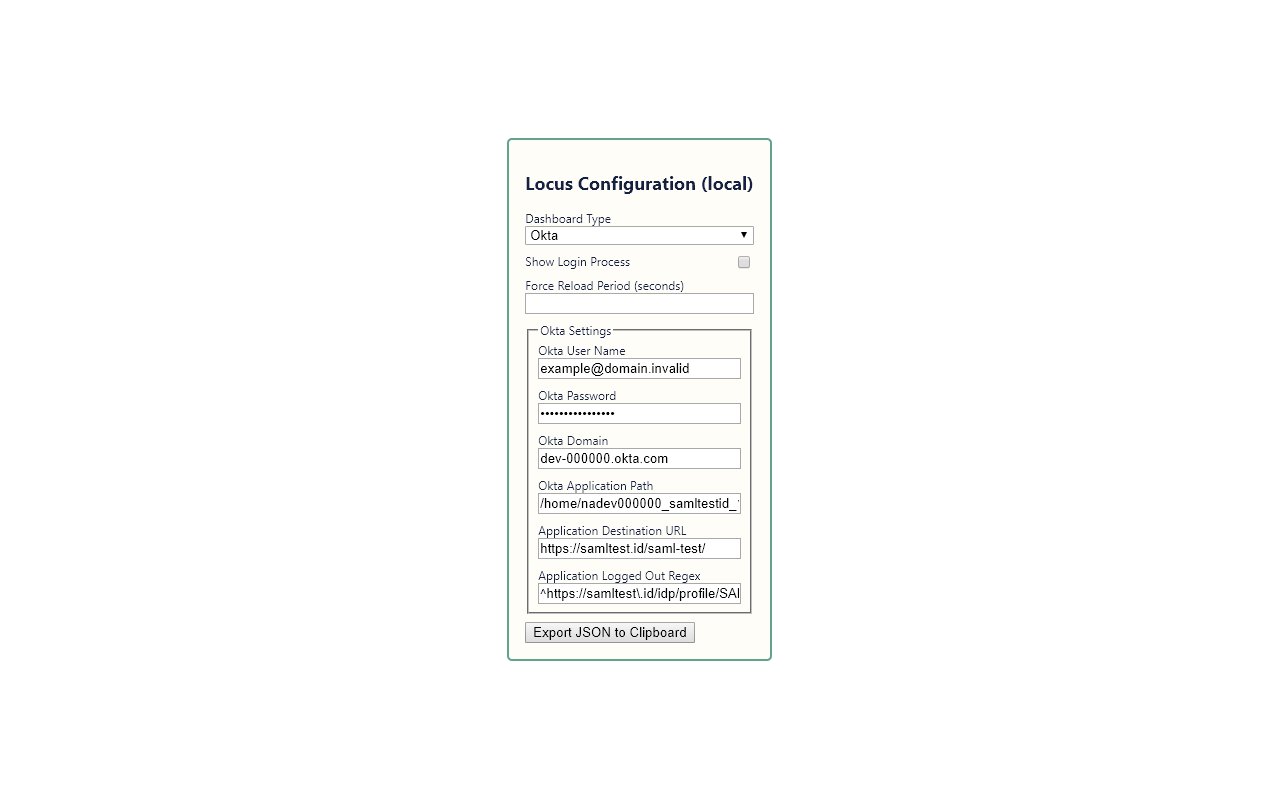 Locus Configuration (local)
Dashboard Type
Okta
Show Login Process
Force Reload Period (seconds)
Okta Settings
Okta User Name
example@domain.invalid
Okta Password
••••••••••••••••
Okta Domain
dev-000000.okta.com
Okta Application Path
/home/nadev000000_samltestid_
Application Destination URL
https://samltest.id/saml-test/
Application Logged Out Regex
^https://samltest\.id/idp/profile/SAI
Export JSON to Clipboard